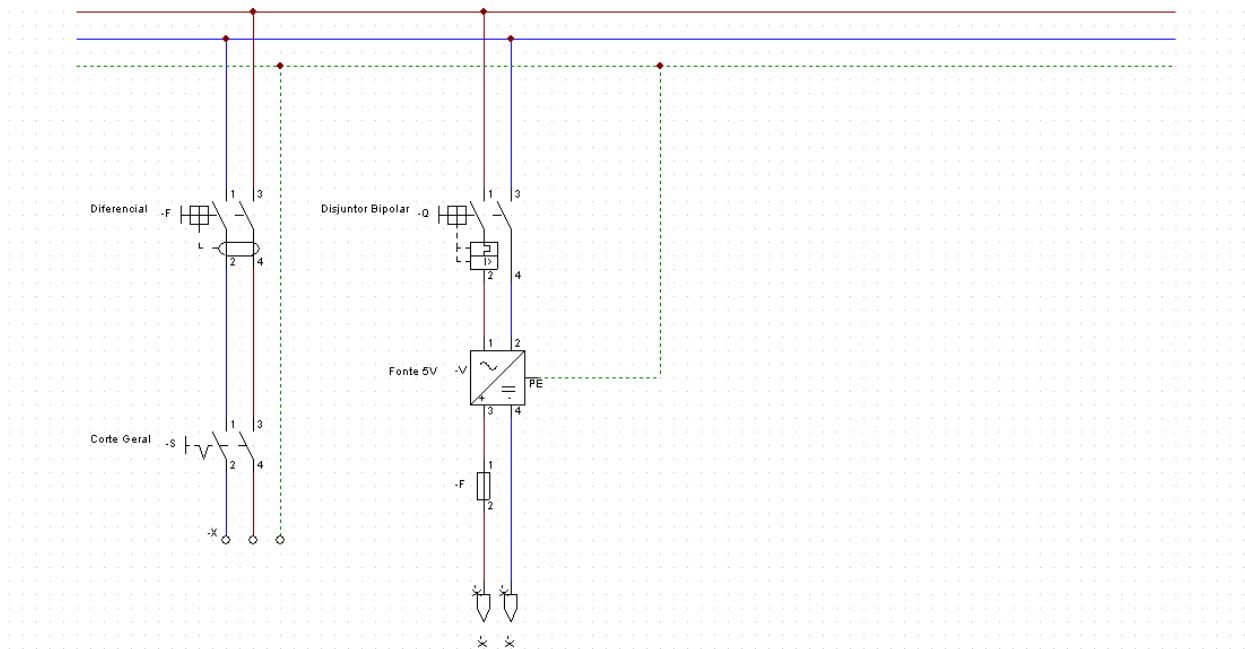 1 3
Diferencial -F
2 4
1 3
Disjuntor Bipolar -Q
I>
2 4
1 2
Fonte 5V -V
PE
+ -
3 4
1 3
Corte Geral -S
2 4
-X
1
-F
2
-X -X
-X -X